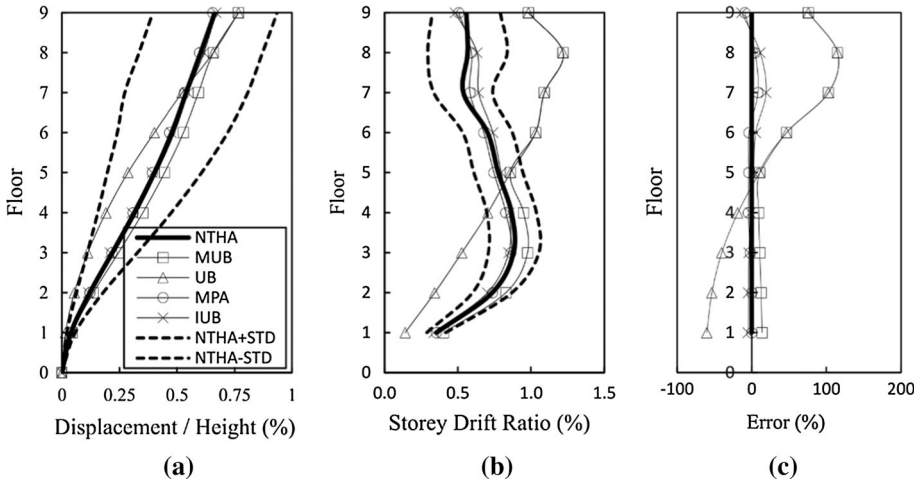 Floor
9
8
7
6
5
4
3
2
1
0
NTHA
MUB
UB
MPA
IUB
NTHA+STD
NTHA-STD
0 0.25 0.5 0.75 1
Displacement / Height (%)
(a)
Floor
9
8
7
6
5
4
3
2
1
0
0.0 0.5 1.0 1.5
Storey Drift Ratio (%)
(b)
Floor
9
8
7
6
5
4
3
2
1
0
-100 0 100 200
Error (%)
(c)